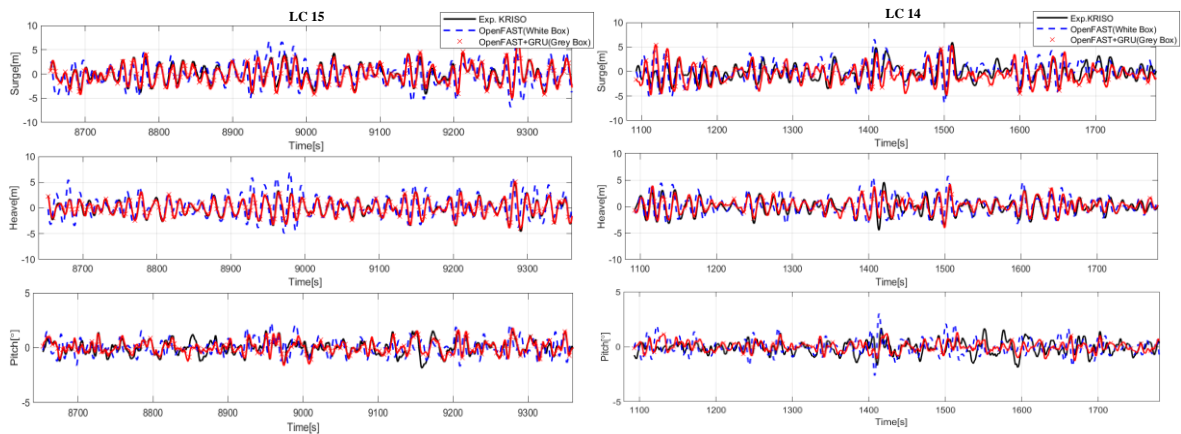 LC 15
Exp. KRISO
OpenFAST(White Box)
OpenFAST+GRU(Grey Box)
Surge[m]
10
5
0
-5
-10
8700 8800 8900 9000 9100 9200 9300
Time[s]
Heave[m]
10
5
0
-5
-10
8700 8800 8900 9000 9100 9200 9300
Time[s]
Pitch[°]
5
0
-5
8700 8800 8900 9000 9100 9200 9300
Time[s]
LC 14
Exp.KRISO
OpenFAST(White Box)
OpenFAST+GRU(Grey Box)
Surge[m]
10
5
0
-5
-10
1100 1200 1300 1400 1500 1600 1700
Time[s]
Heave[m]
10
5
0
-5
-10
1100 1200 1300 1400 1500 1600 1700
Time[s]
Pitch[°]
5
0
-5
1100 1200 1300 1400 1500 1600 1700
Time[s]